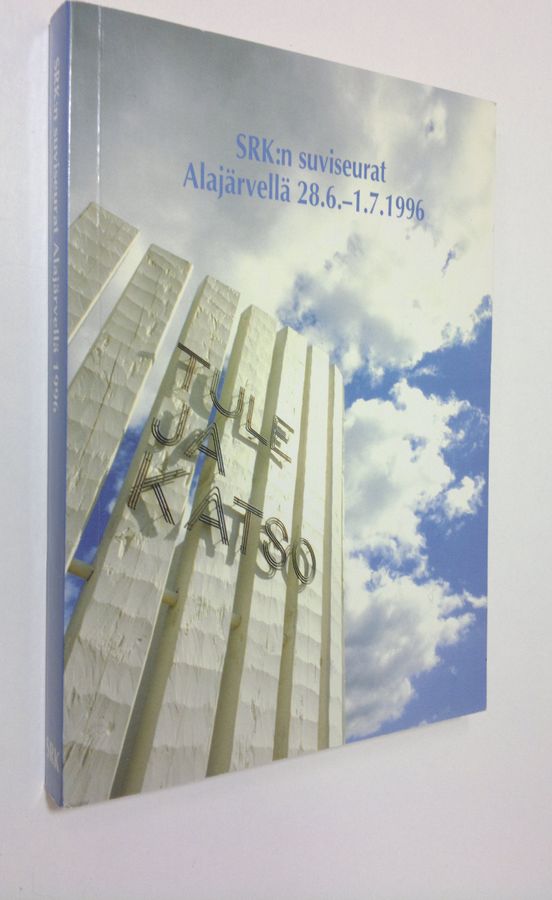 SRK:n suviseurat
Alajärvellä 28.6.–1.7.1996
TULE
JA
KATSO
SRK:n suviseurat Alajärvellä 1996
SRK